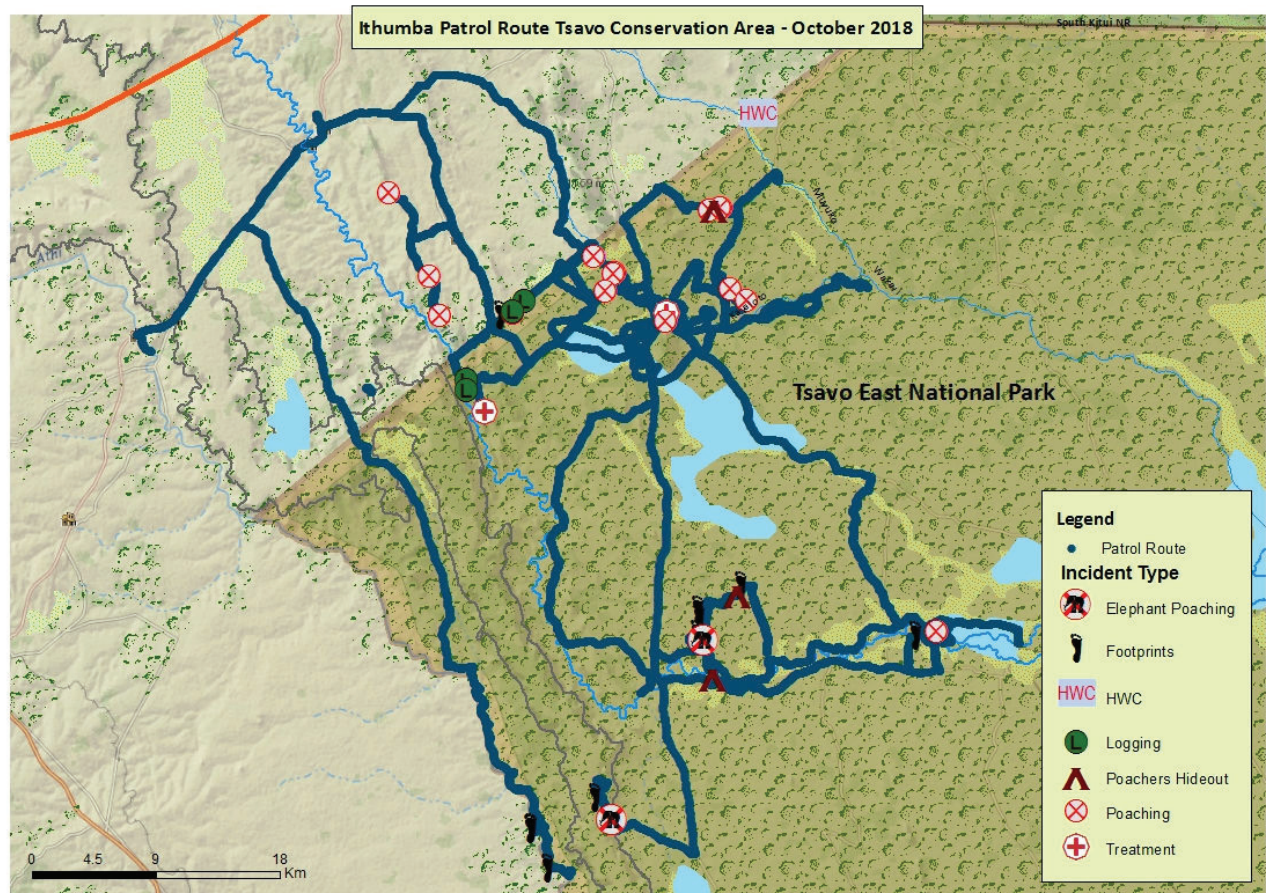 Ithumba Patrol Route Tsavo Conservation Area - October 2018
South Kitui NR
HWC
Athi
Tsavo East National Park
L
L
L
Legend
Patrol Route
Incident Type
Elephant Poaching
Footprints
HWC HWC
L Logging
Poachers Hideout
Poaching
Treatment
0 4.5 9 18
Km